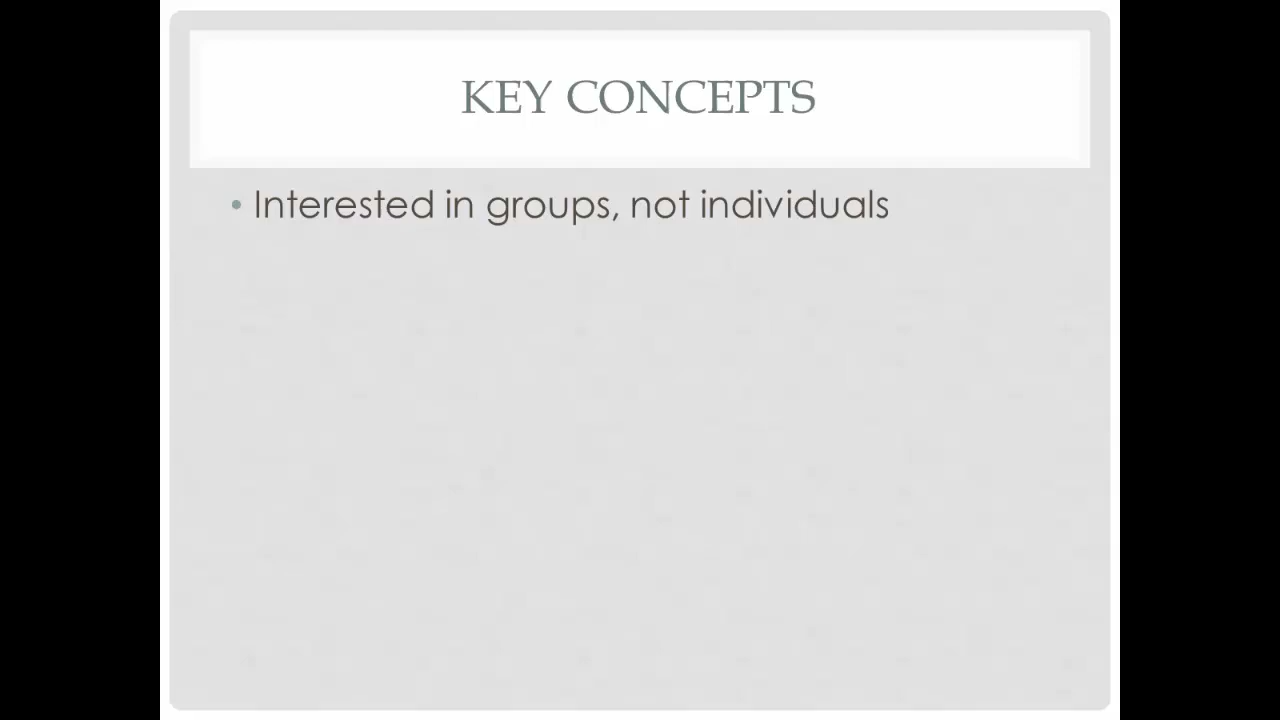 KEY CONCEPTS
• Interested in groups, not individuals